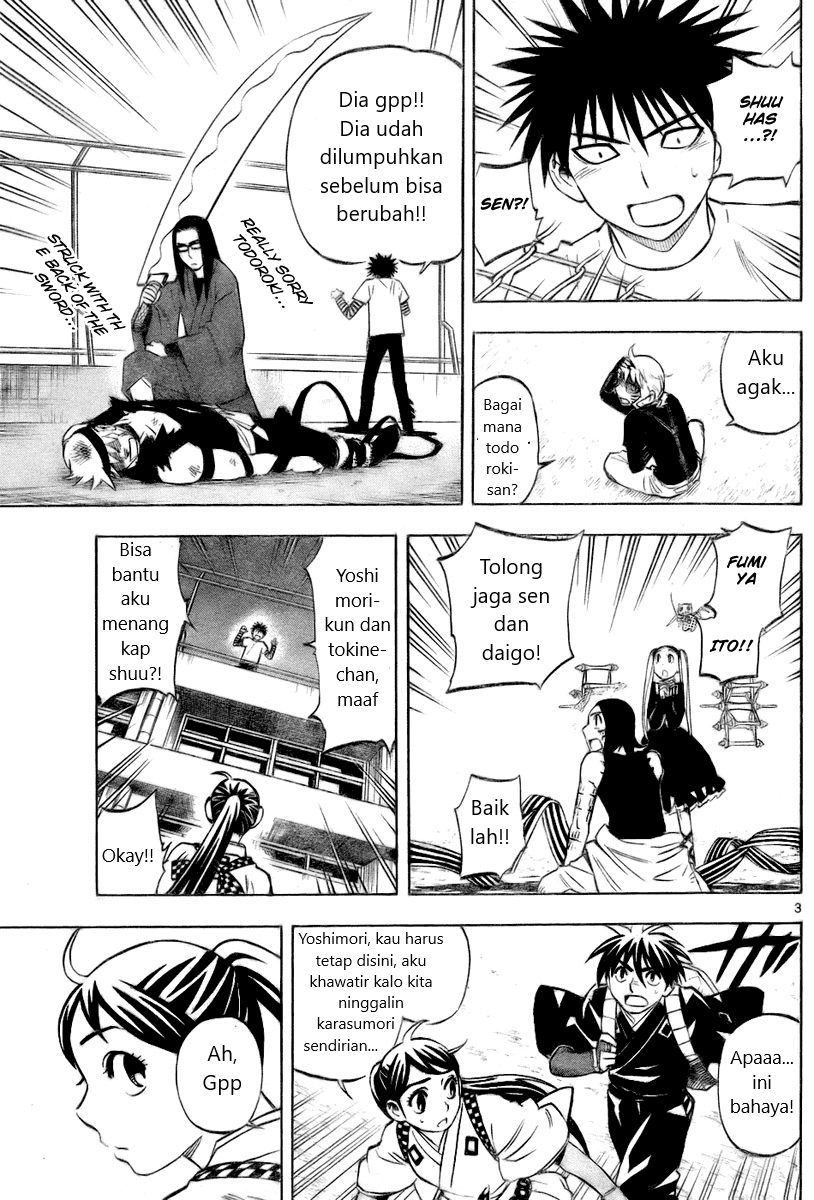 SHUU
HAS
...?!
SEN?!
Dia gpp!!
Dia udah
dilumpuhkan
sebelum bisa
berubah!!
REALLY SORRY
TODOROKI...
STRUCK WITH TH
E BACK OF THE
SWORD...
Aku
agak...
Bagai
mana
todo
roki-
san?
FUMI
YA
ITO!!
Tolong
jaga sen
dan
daigo!
Baik
lah!!
Yoshi
mori-
kun dan
tokine-
chan,
maaf
Bisa
bantu
aku
menang
kap
shuu?!
Okay!!
3
Apaaa...
ini
bahaya!
Yoshimori, kau harus
tetap disini, aku
khawatir kalo kita
ninggalin
karasumori
sendirian...
Ah,
Gpp